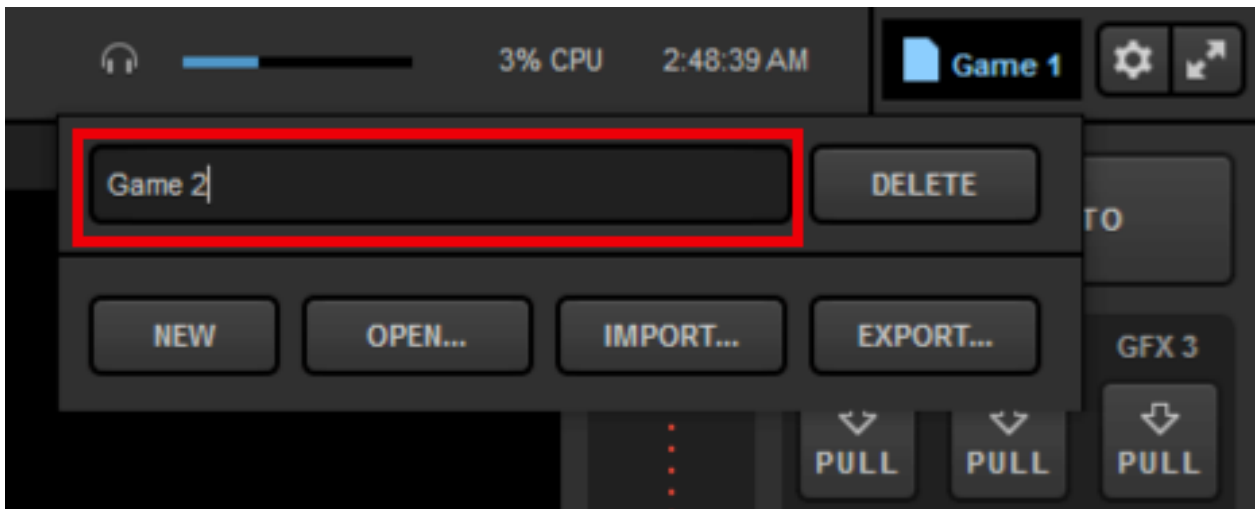 3% CPU 2:48:39 AM Game 1
Game 2 DELETE
TO
NEW OPEN... IMPORT... EXPORT...
GFX 3
PULL PULL PULL